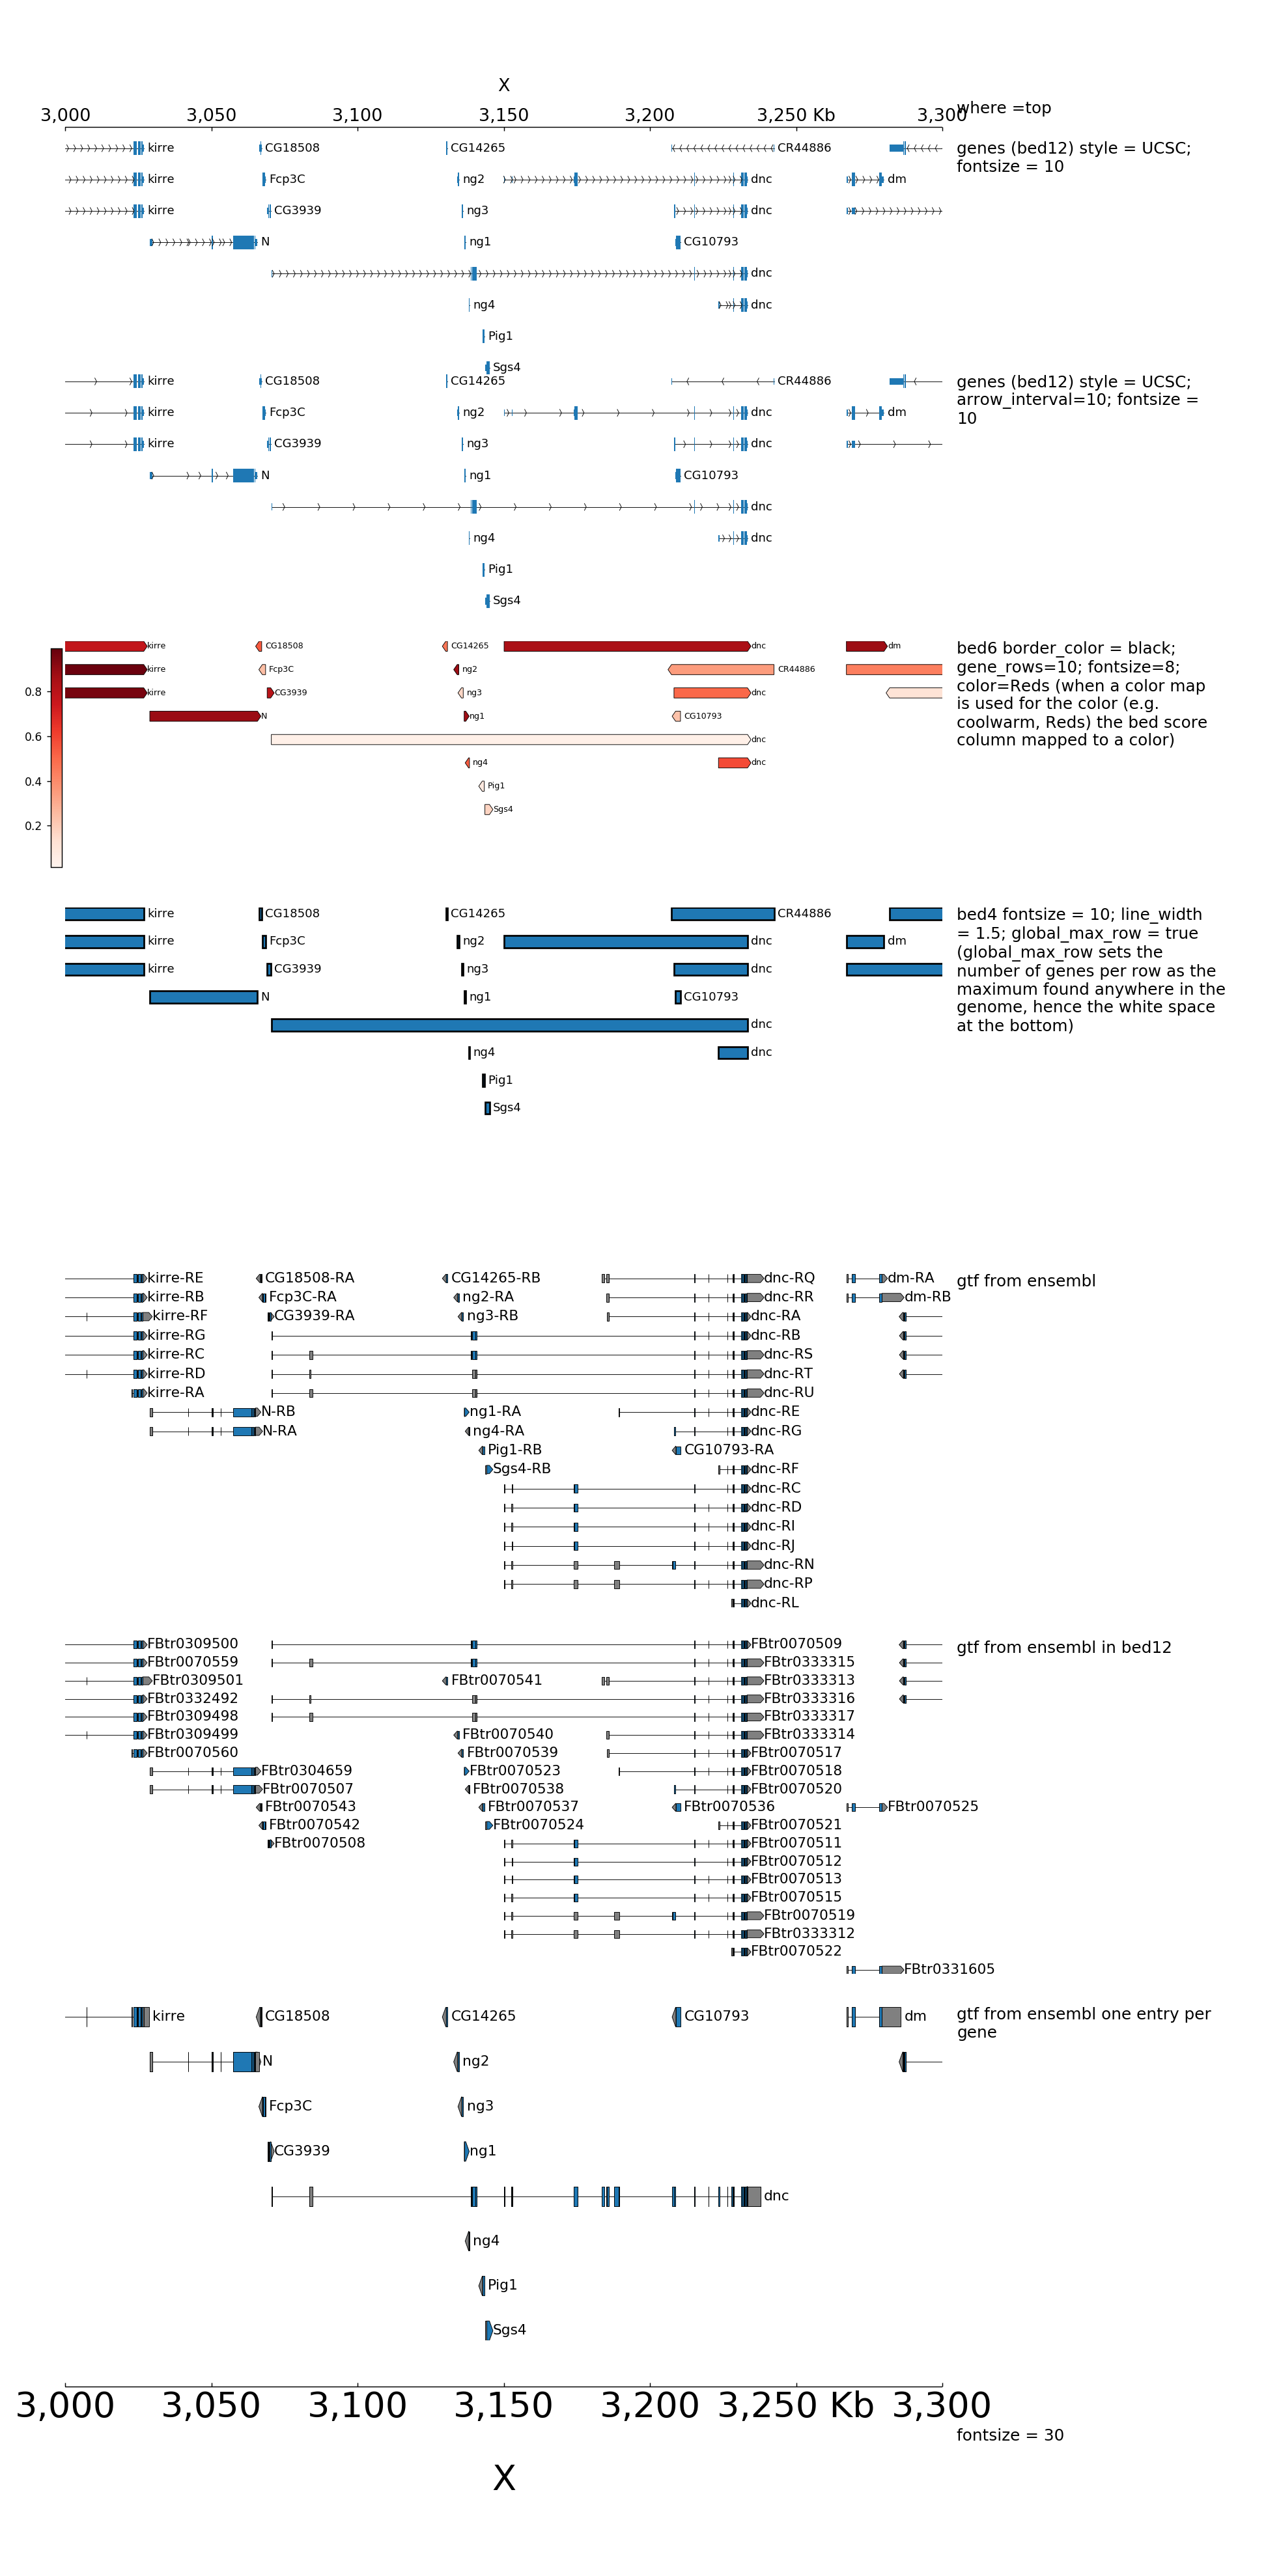 X
3,000 3,050 3,100 3,150 3,200 3,250 Kb 3,300
where =top
kirre CG18508 CG14265 CR44886
genes (bed12) style = UCSC;
fontsize = 10
kirre Fcp3C ng2 dnc dm
kirre CG3939 ng3 dnc
N ng1 CG10793
dnc
ng4 dnc
Pig1
Sgs4
kirre CG18508 CG14265 CR44886
genes (bed12) style = UCSC;
arrow_interval=10; fontsize =
10
kirre Fcp3C ng2 dnc dm
kirre CG3939 ng3 dnc
N ng1 CG10793
dnc
ng4 dnc
Pig1
Sgs4
0.8
0.6
0.4
0.2
kirre CG18508 CG14265 dnc dm
kirre Fcp3C ng2 CR44886
kirre CG3939 ng3 dnc
N ng1 CG10793
dnc
ng4 dnc
Pig1
Sgs4
bed6 border_color = black;
gene_rows=10; fontsize=8;
color=Reds (when a color map
is used for the color (e.g.
coolwarm, Reds) the bed score
column mapped to a color)
kirre CG18508 CG14265 CR44886
kirre Fcp3C ng2 dnc dm
kirre CG3939 ng3 dnc
N ng1 CG10793
dnc
ng4 dnc
Pig1
Sgs4
bed4 fontsize = 10; line_width
= 1.5; global_max_row = true
(global_max_row sets the
number of genes per row as the
maximum found anywhere in the
genome, hence the white space
at the bottom)
kirre-RE CG18508-RA CG14265-RB dnc-RQ dm-RA
gtf from ensembl
kirre-RB Fcp3C-RA ng2-RA dnc-RR dm-RB
kirre-RF CG3939-RA ng3-RB dnc-RA
kirre-RG dnc-RB
kirre-RC dnc-RS
kirre-RD dnc-RT
kirre-RA dnc-RU
N-RB ng1-RA dnc-RE
N-RA ng4-RA dnc-RG
Pig1-RB CG10793-RA
Sgs4-RB dnc-RF
dnc-RC
dnc-RD
dnc-RI
dnc-RJ
dnc-RN
dnc-RP
dnc-RL
FBtr0309500 FBtr0070509
gtf from ensembl in bed12
FBtr0070559 FBtr0333315
FBtr0309501 FBtr0070541 FBtr0333313
FBtr0332492 FBtr0333316
FBtr0309498 FBtr0333317
FBtr0309499 FBtr0070540 FBtr0333314
FBtr0070560 FBtr0070539 FBtr0070517
FBtr0304659 FBtr0070523 FBtr0070518
FBtr0070507 FBtr0070538 FBtr0070520
FBtr0070543 FBtr0070537 FBtr0070536 FBtr0070525
FBtr0070542 FBtr0070524 FBtr0070521
FBtr0070508 FBtr0070511
FBtr0070512
FBtr0070513
FBtr0070515
FBtr0070519
FBtr0333312
FBtr0070522
FBtr0331605
kirre CG18508 CG14265 CG10793 dm
gtf from ensembl one entry per
gene
N ng2
Fcp3C ng3
CG3939 ng1
dnc
ng4
Pig1
Sgs4
3,000 3,050 3,100 3,150 3,200 3,250 Kb 3,300
fontsize = 30
X